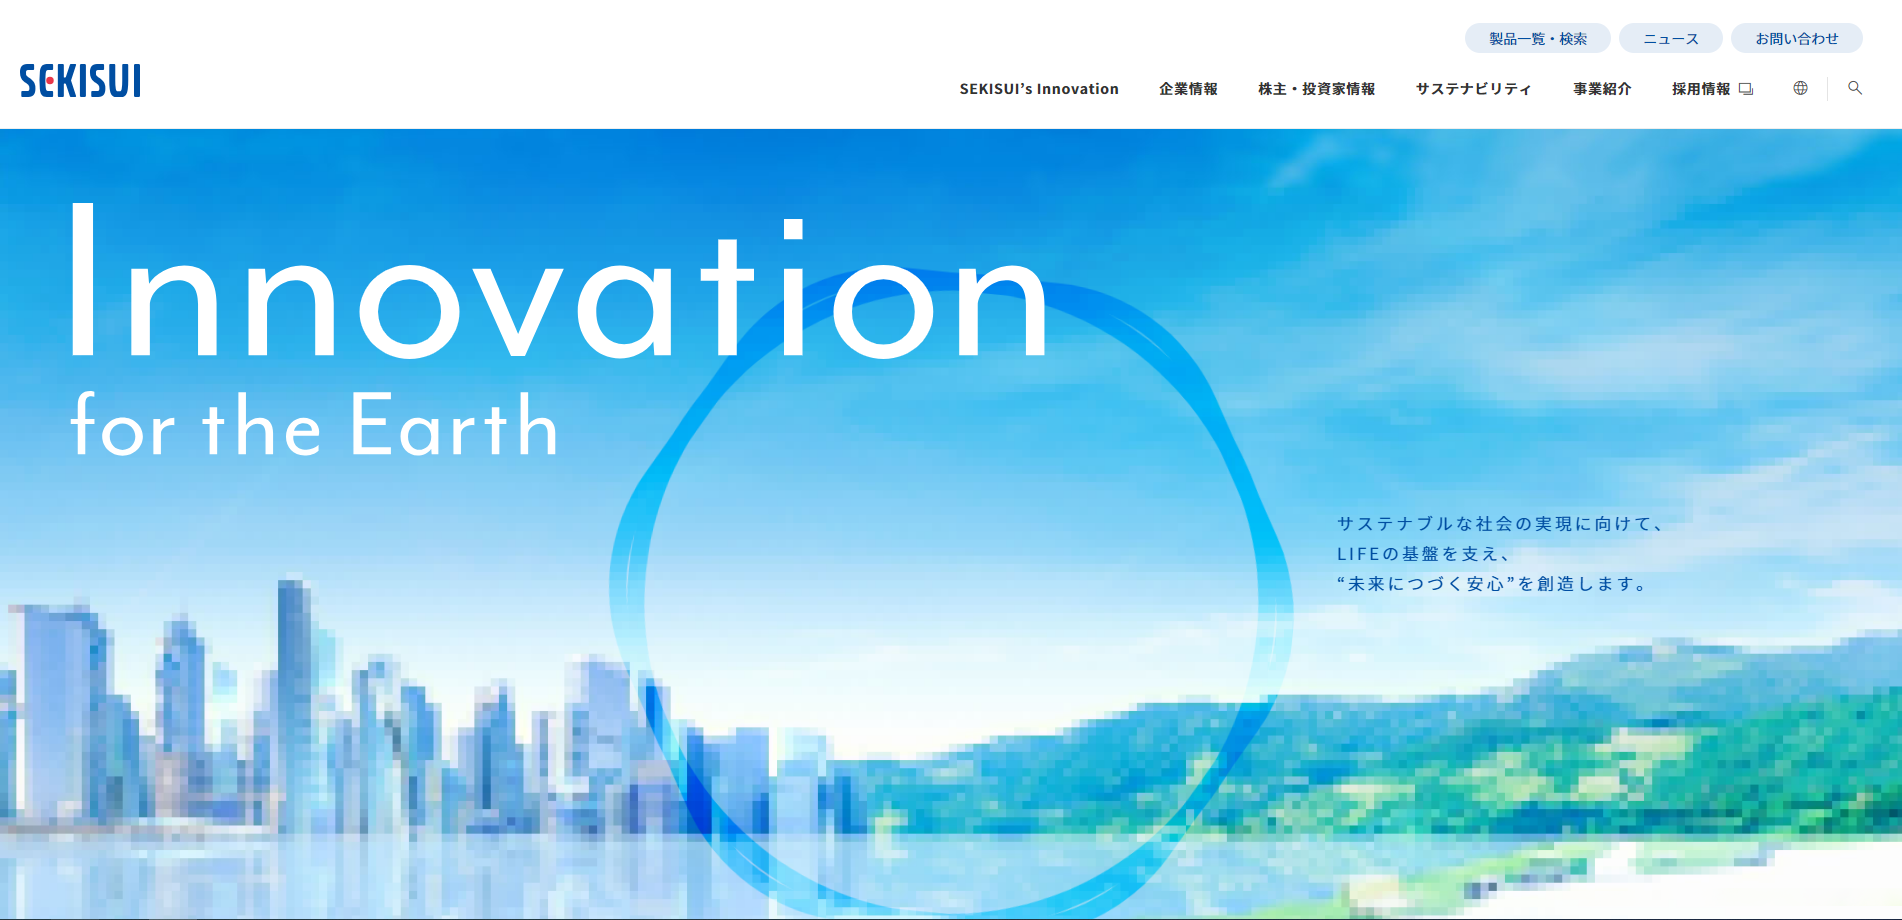 製品一覧・検索
ニュース
お問い合わせ
SEKISUI
SEKISUI’s Innovation
企業情報
株主・投資家情報
サステナビリティ
事業紹介
採用情報
Innovation
for the Earth
サステナブルな社会の実現に向けて、
LIFEの基盤を支え、
“未来につづく安心”を創造します。